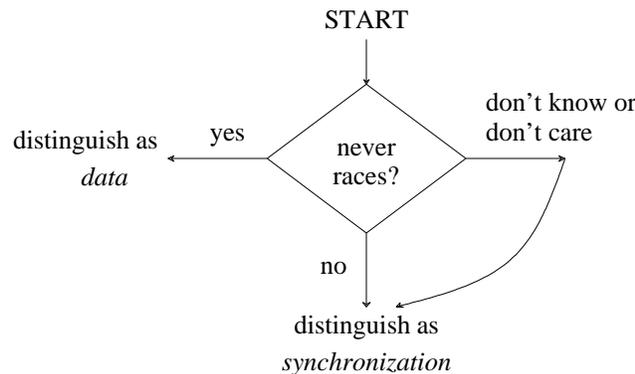 START
don't know or
don't care
yes
distinguish as
data
never
races?
no
distinguish as
synchronization